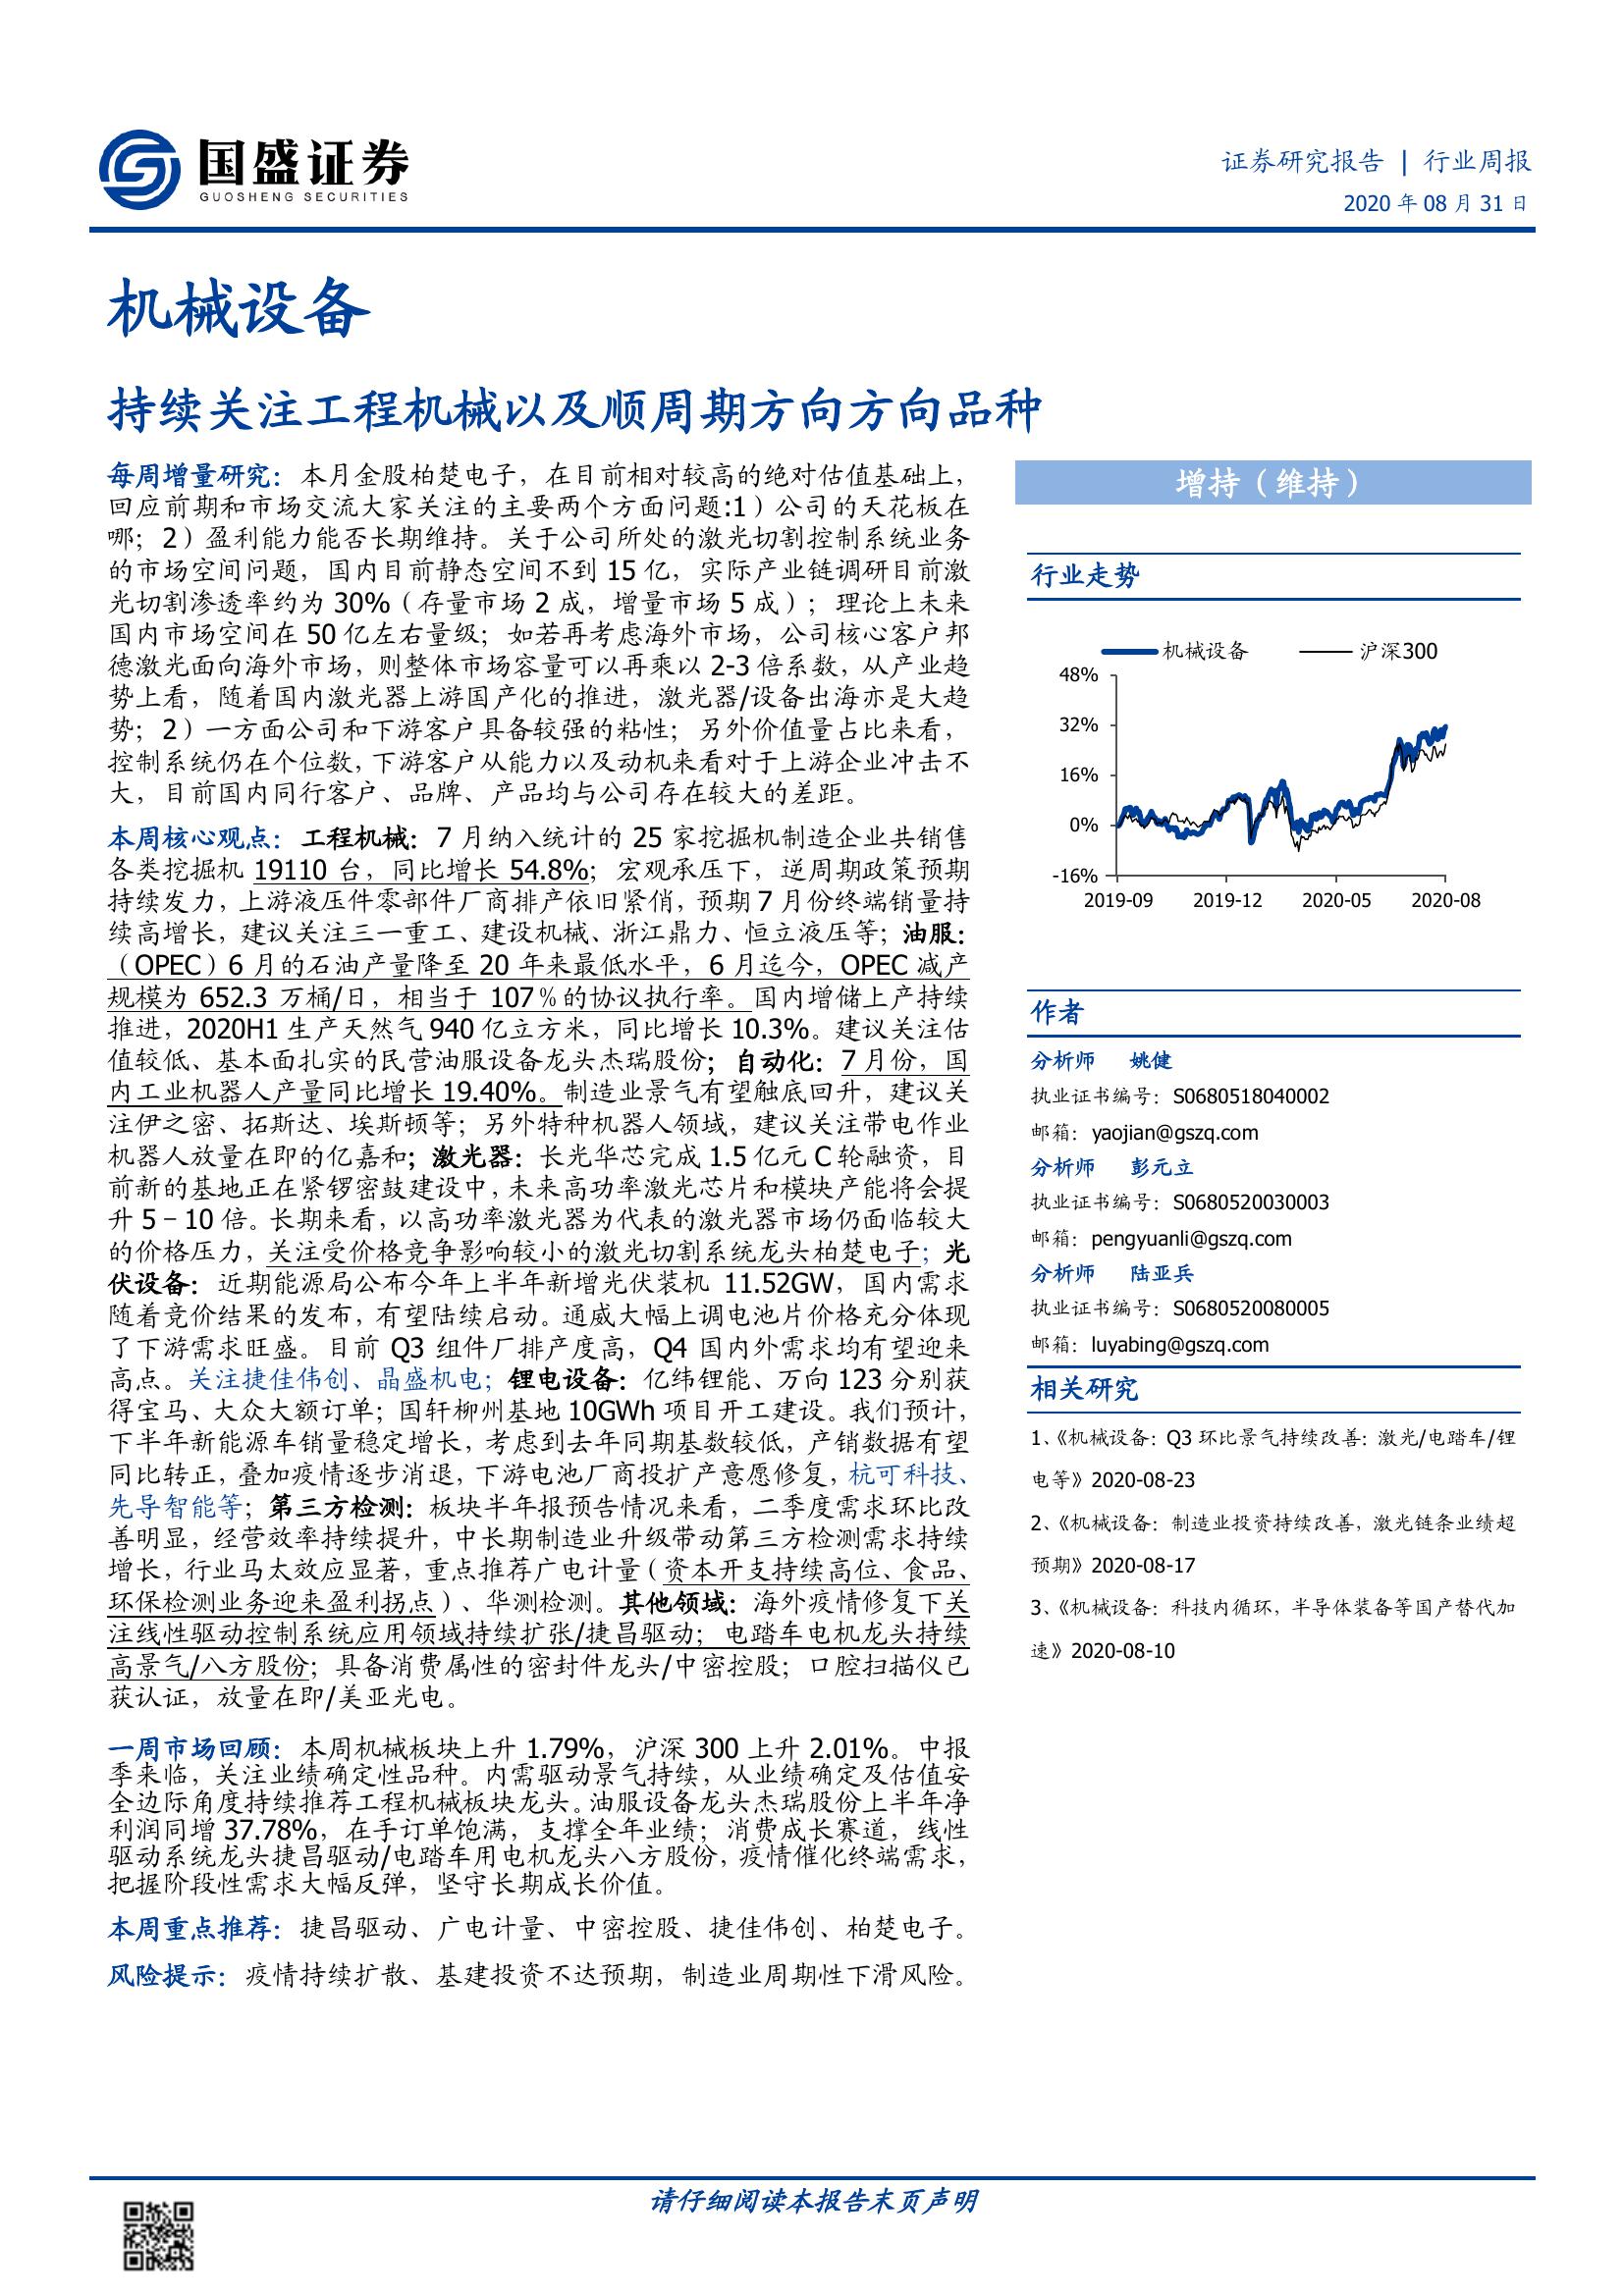 国盛证券
GUOSHENG SECURITIES
证券研究报告 | 行业周报
2020 年 08 月 31 日
机械设备
持续关注工程机械以及顺周期方向方向品种
每周增量研究：本月金股柏楚电子，在目前相对较高的绝对估值基础上，
回应前期和市场交流大家关注的主要两个方面问题:1）公司的天花板在
哪；2）盈利能力能否长期维持。关于公司所处的激光切割控制系统业务
的市场空间问题，国内目前静态空间不到 15 亿，实际产业链调研目前激
光切割渗透率约为 30%（存量市场 2 成，增量市场 5 成）；理论上未来
国内市场空间在 50 亿左右量级；如若再考虑海外市场，公司核心客户邦
德激光面向海外市场，则整体市场容量可以再乘以 2-3 倍系数，从产业趋
势上看，随着国内激光器上游国产化的推进，激光器/设备出海亦是大趋
势；2）一方面公司和下游客户具备较强的粘性；另外价值量占比来看，
控制系统仍在个位数，下游客户从能力以及动机来看对于上游企业冲击不
大，目前国内同行客户、品牌、产品均与公司存在较大的差距。
本周核心观点：工程机械：7 月纳入统计的 25 家挖掘机制造企业共销售
各类挖掘机 19110 台，同比增长 54.8%；宏观承压下，逆周期政策预期
持续发力，上游液压件零部件厂商排产依旧紧俏，预期 7 月份终端销量持
续高增长，建议关注三一重工、建设机械、浙江鼎力、恒立液压等；油服：
（OPEC）6 月的石油产量降至 20 年来最低水平，6 月迄今，OPEC 减产
规模为 652.3 万桶/日，相当于 107％的协议执行率。国内增储上产持续
推进，2020H1 生产天然气 940 亿立方米，同比增长 10.3%。建议关注估
值较低、基本面扎实的民营油服设备龙头杰瑞股份；自动化：7 月份，国
内工业机器人产量同比增长 19.40%。制造业景气有望触底回升，建议关
注伊之密、拓斯达、埃斯顿等；另外特种机器人领域，建议关注带电作业
机器人放量在即的亿嘉和；激光器：长光华芯完成 1.5 亿元 C 轮融资，目
前新的基地正在紧锣密鼓建设中，未来高功率激光芯片和模块产能将会提
升 5－10 倍。长期来看，以高功率激光器为代表的激光器市场仍面临较大
的价格压力，关注受价格竞争影响较小的激光切割系统龙头柏楚电子；光
伏设备：近期能源局公布今年上半年新增光伏装机 11.52GW，国内需求
随着竞价结果的发布，有望陆续启动。通威大幅上调电池片价格充分体现
了下游需求旺盛。目前 Q3 组件厂排产度高，Q4 国内外需求均有望迎来
高点。关注捷佳伟创、晶盛机电；锂电设备：亿纬锂能、万向 123 分别获
得宝马、大众大额订单；国轩柳州基地 10GWh 项目开工建设。我们预计，
下半年新能源车销量稳定增长，考虑到去年同期基数较低，产销数据有望
同比转正，叠加疫情逐步消退，下游电池厂商投扩产意愿修复，杭可科技、
先导智能等；第三方检测：板块半年报预告情况来看，二季度需求环比改
善明显，经营效率持续提升，中长期制造业升级带动第三方检测需求持续
增长，行业马太效应显著，重点推荐广电计量（资本开支持续高位、食品、
环保检测业务迎来盈利拐点）、华测检测。其他领域：海外疫情修复下关
注线性驱动控制系统应用领域持续扩张/捷昌驱动；电踏车电机龙头持续
高景气/八方股份；具备消费属性的密封件龙头/中密控股；口腔扫描仪已
获认证，放量在即/美亚光电。
一周市场回顾：本周机械板块上升 1.79%，沪深 300 上升 2.01%。中报
季来临，关注业绩确定性品种。内需驱动景气持续，从业绩确定及估值安
全边际角度持续推荐工程机械板块龙头。油服设备龙头杰瑞股份上半年净
利润同增 37.78%，在手订单饱满，支撑全年业绩；消费成长赛道，线性
驱动系统龙头捷昌驱动/电踏车用电机龙头八方股份，疫情催化终端需求，
把握阶段性需求大幅反弹，坚守长期成长价值。
本周重点推荐：捷昌驱动、广电计量、中密控股、捷佳伟创、柏楚电子。
风险提示：疫情持续扩散、基建投资不达预期，制造业周期性下滑风险。
增持（维持）
行业走势
机械设备 沪深300
48%
32%
16%
0%
-16%
2019-09 2019-12 2020-05 2020-08
作者
分析师 姚健
执业证书编号：S0680518040002
邮箱：yaojian@gszq.com
分析师 彭元立
执业证书编号：S0680520030003
邮箱：pengyuanli@gszq.com
分析师 陆亚兵
执业证书编号：S0680520080005
邮箱：luyabing@gszq.com
相关研究
1、《机械设备：Q3 环比景气持续改善：激光/电踏车/锂
电等》2020-08-23
2、《机械设备：制造业投资持续改善，激光链条业绩超
预期》2020-08-17
3、《机械设备：科技内循环，半导体装备等国产替代加
速》2020-08-10
请仔细阅读本报告末页声明